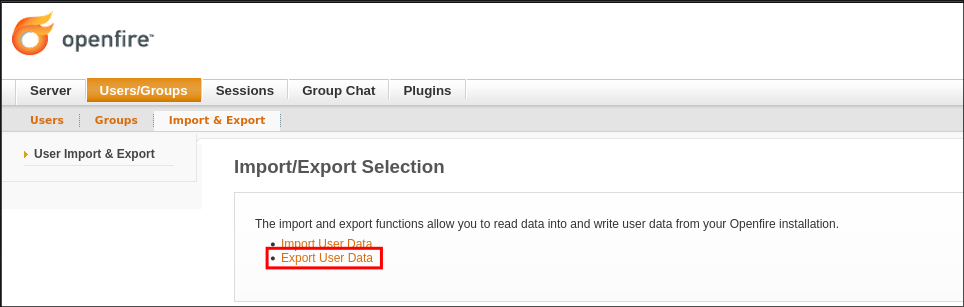 openfire™
Server Users/Groups Sessions Group Chat Plugins
Users Groups Import & Export
User Import & Export
Import/Export Selection
The import and export functions allow you to read data into and write user data from your Openfire installation.
• Import User Data
• Export User Data